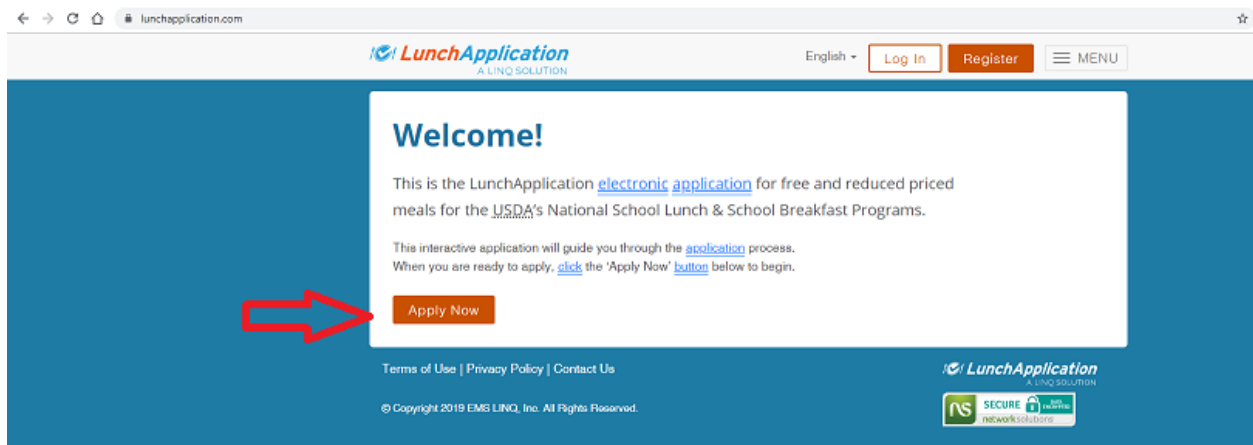 lunchapplication.com
LunchApplication
A LINQ SOLUTION
English
Log In
Register
MENU
Welcome!
This is the LunchApplication electronic application for free and reduced priced
meals for the USDA's National School Lunch & School Breakfast Programs.
This interactive application will guide you through the application process.
When you are ready to apply, click the 'Apply Now' button below to begin.
Apply Now
Terms of Use | Privacy Policy | Contact Us
LunchApplication
A LINQ SOLUTION
© Copyright 2019 EMS LINQ, Inc. All Rights Reserved.
ns
SECURE
networksolutions